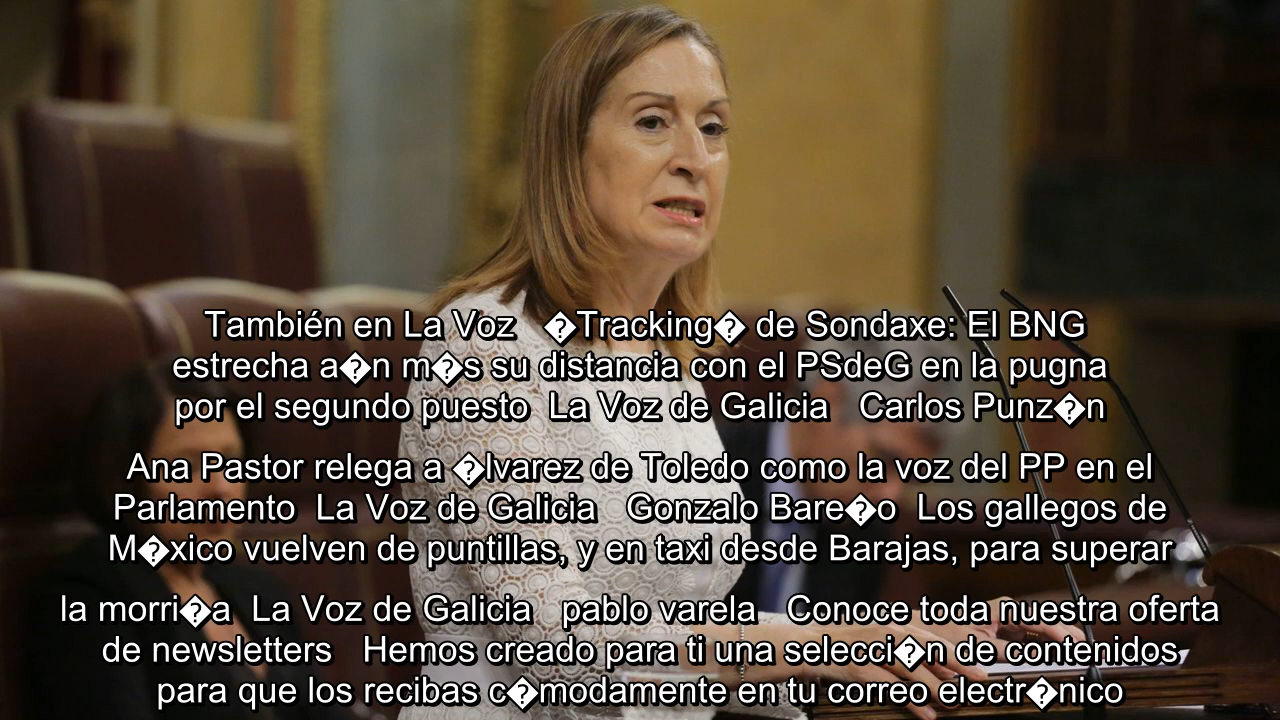 También en La Voz �Tracking� de Sondaxe: El BNG
estrecha a�n m�s su distancia con el PSdeG en la pugna
por el segundo puesto La Voz de Galicia Carlos Punz�n
Ana Pastor relega a �lvarez de Toledo como la voz del PP en el
Parlamento La Voz de Galicia Gonzalo Bare�o Los gallegos de
M�xico vuelven de puntillas, y en taxi desde Barajas, para superar
la morri�a La Voz de Galicia pablo varela Conoce toda nuestra oferta
de newsletters Hemos creado para ti una selecci�n de contenidos
para que los recibas c�modamente en tu correo electr�nico